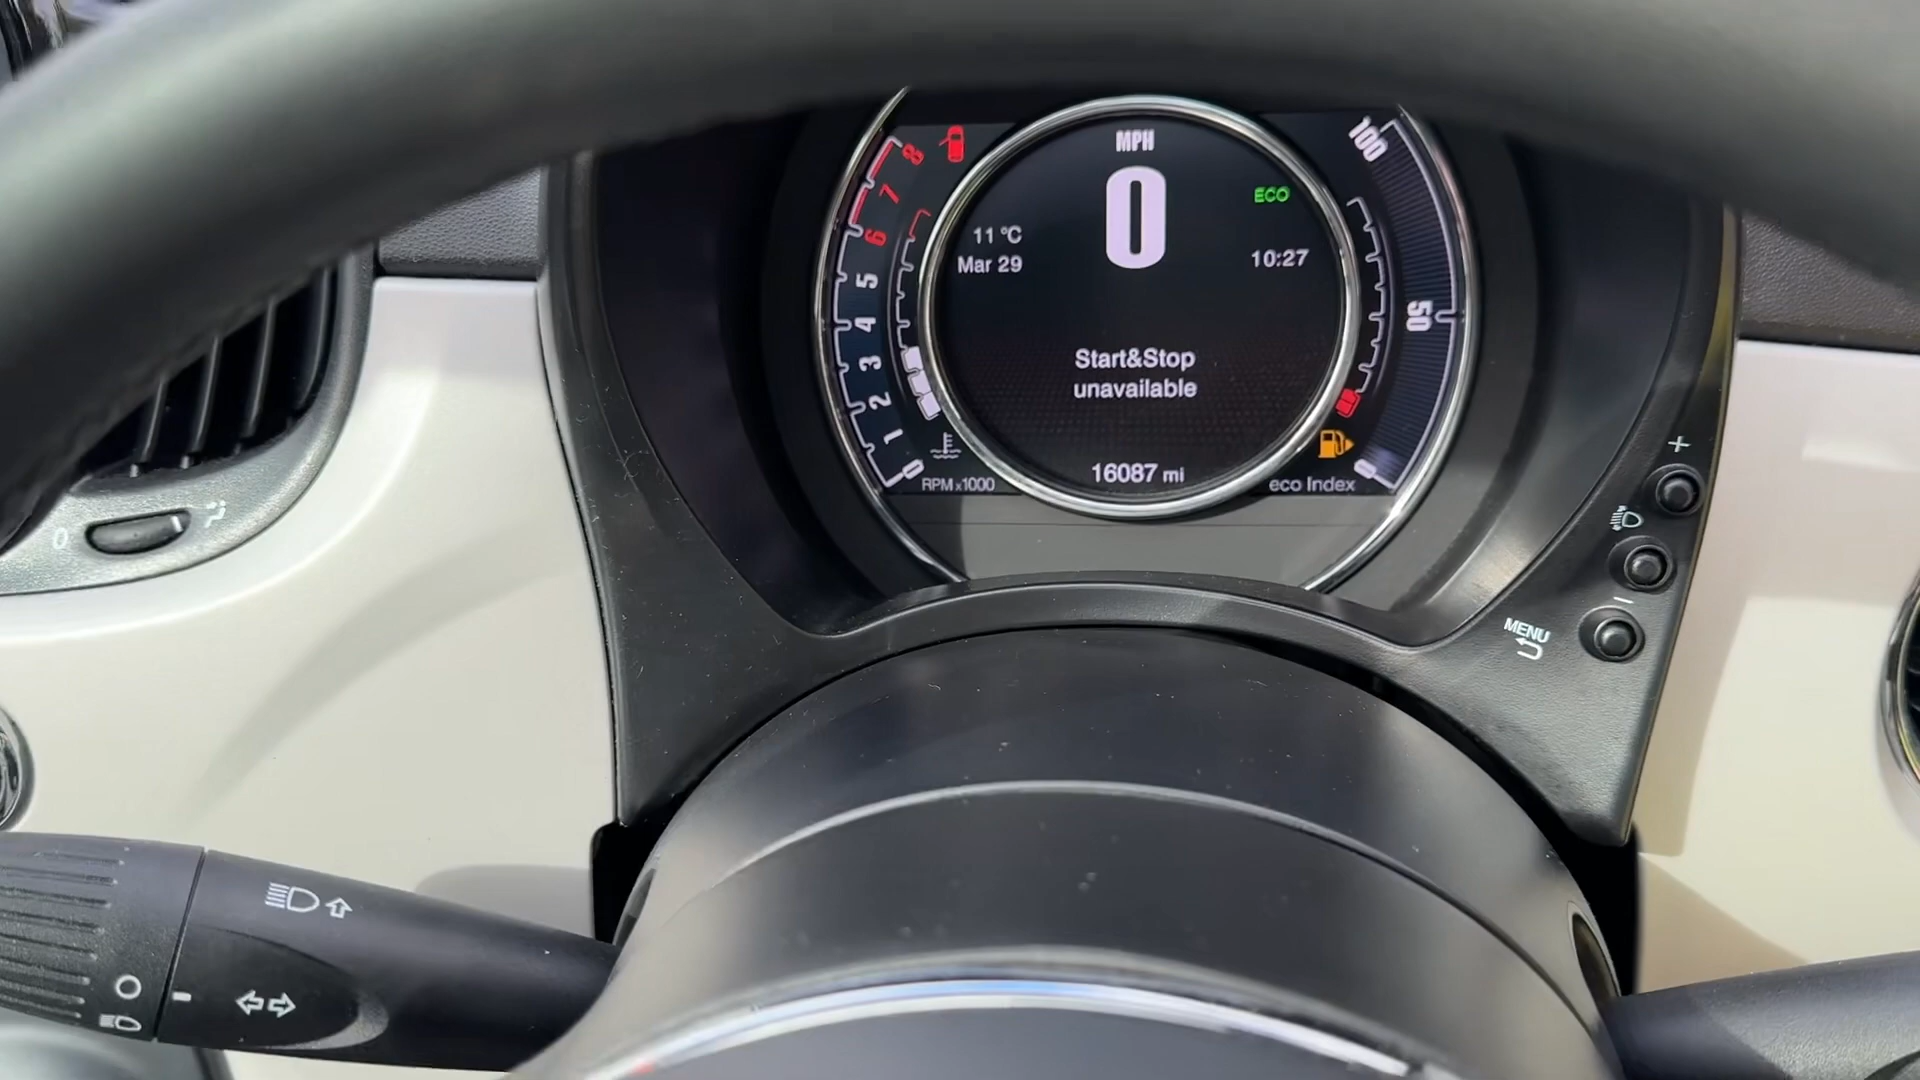 MPH
0
ECO
11 °C
Mar 29
10:27
Start&Stop
unavailable
16087 mi
8
7
6
5
4
3
2
1
0
RPM x1000
100
50
0
eco Index
+
–
MENU
0